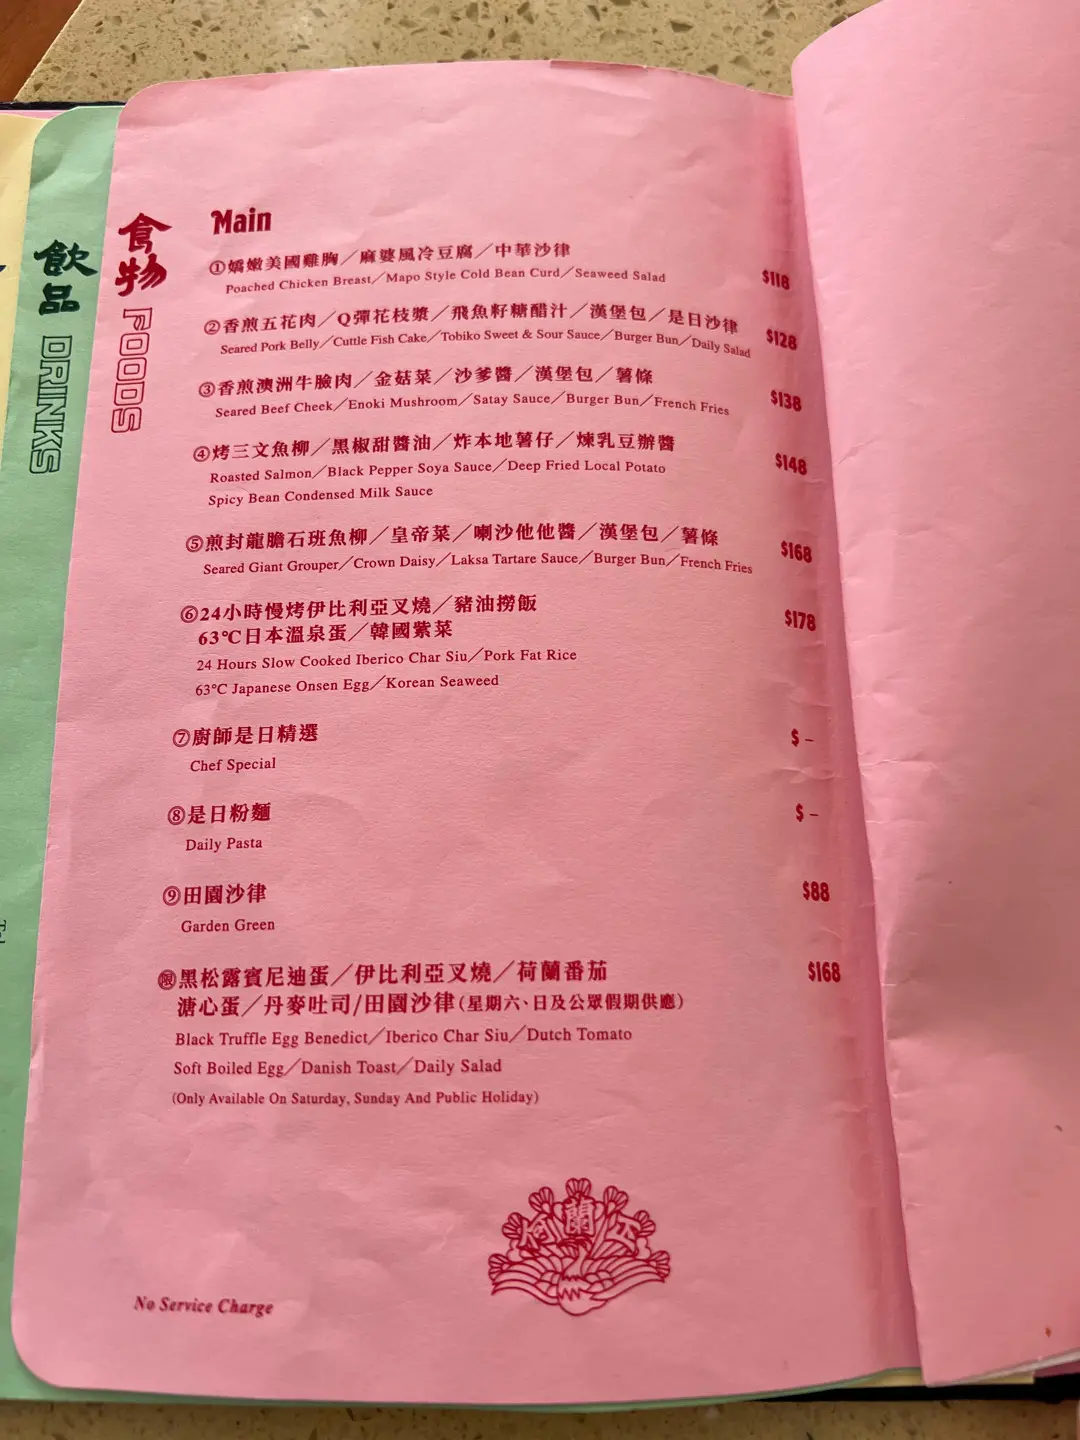 飲品 DRINKS
食物 FOODS
Main
①嬌嫩美國雞胸／麻婆風冷豆腐／中華沙律
Poached Chicken Breast／Mapo Style Cold Bean Curd／Seaweed Salad
$118
②香煎五花肉／Q彈花枝漿／飛魚籽糖醋汁／漢堡包／是日沙律
Seared Pork Belly／Cuttle Fish Cake／Tobiko Sweet & Sour Sauce／Burger Bun／Daily Salad
$128
③香煎澳洲牛臉肉／金菇菜／沙爹醬／漢堡包／薯條
Seared Beef Cheek／Enoki Mushroom／Satay Sauce／Burger Bun／French Fries
$138
④烤三文魚柳／黑椒甜醬油／炸本地薯仔／煉乳豆辦醬
Roasted Salmon／Black Pepper Soya Sauce／Deep Fried Local Potato
Spicy Bean Condensed Milk Sauce
$148
⑤煎封龍膽石班魚柳／皇帝菜／喇沙他他醬／漢堡包／薯條
Seared Giant Grouper／Crown Daisy／Laksa Tartare Sauce／Burger Bun／French Fries
$168
⑥24小時慢烤伊比利亞叉燒／豬油撈飯
63℃日本溫泉蛋／韓國紫菜
24 Hours Slow Cooked Iberico Char Siu／Pork Fat Rice
63℃ Japanese Onsen Egg／Korean Seaweed
$178
⑦廚師是日精選
Chef Special
$ –
⑧是日粉麵
Daily Pasta
$ –
⑨田園沙律
Garden Green
$88
限黑松露賓尼迪蛋／伊比利亞叉燒／荷蘭番茄
溏心蛋／丹麥吐司/田園沙律(星期六、日及公眾假期供應)
Black Truffle Egg Benedict／Iberico Char Siu／Dutch Tomato
Soft Boiled Egg／Danish Toast／Daily Salad
(Only Available On Saturday, Sunday And Public Holiday)
$168
No Service Charge